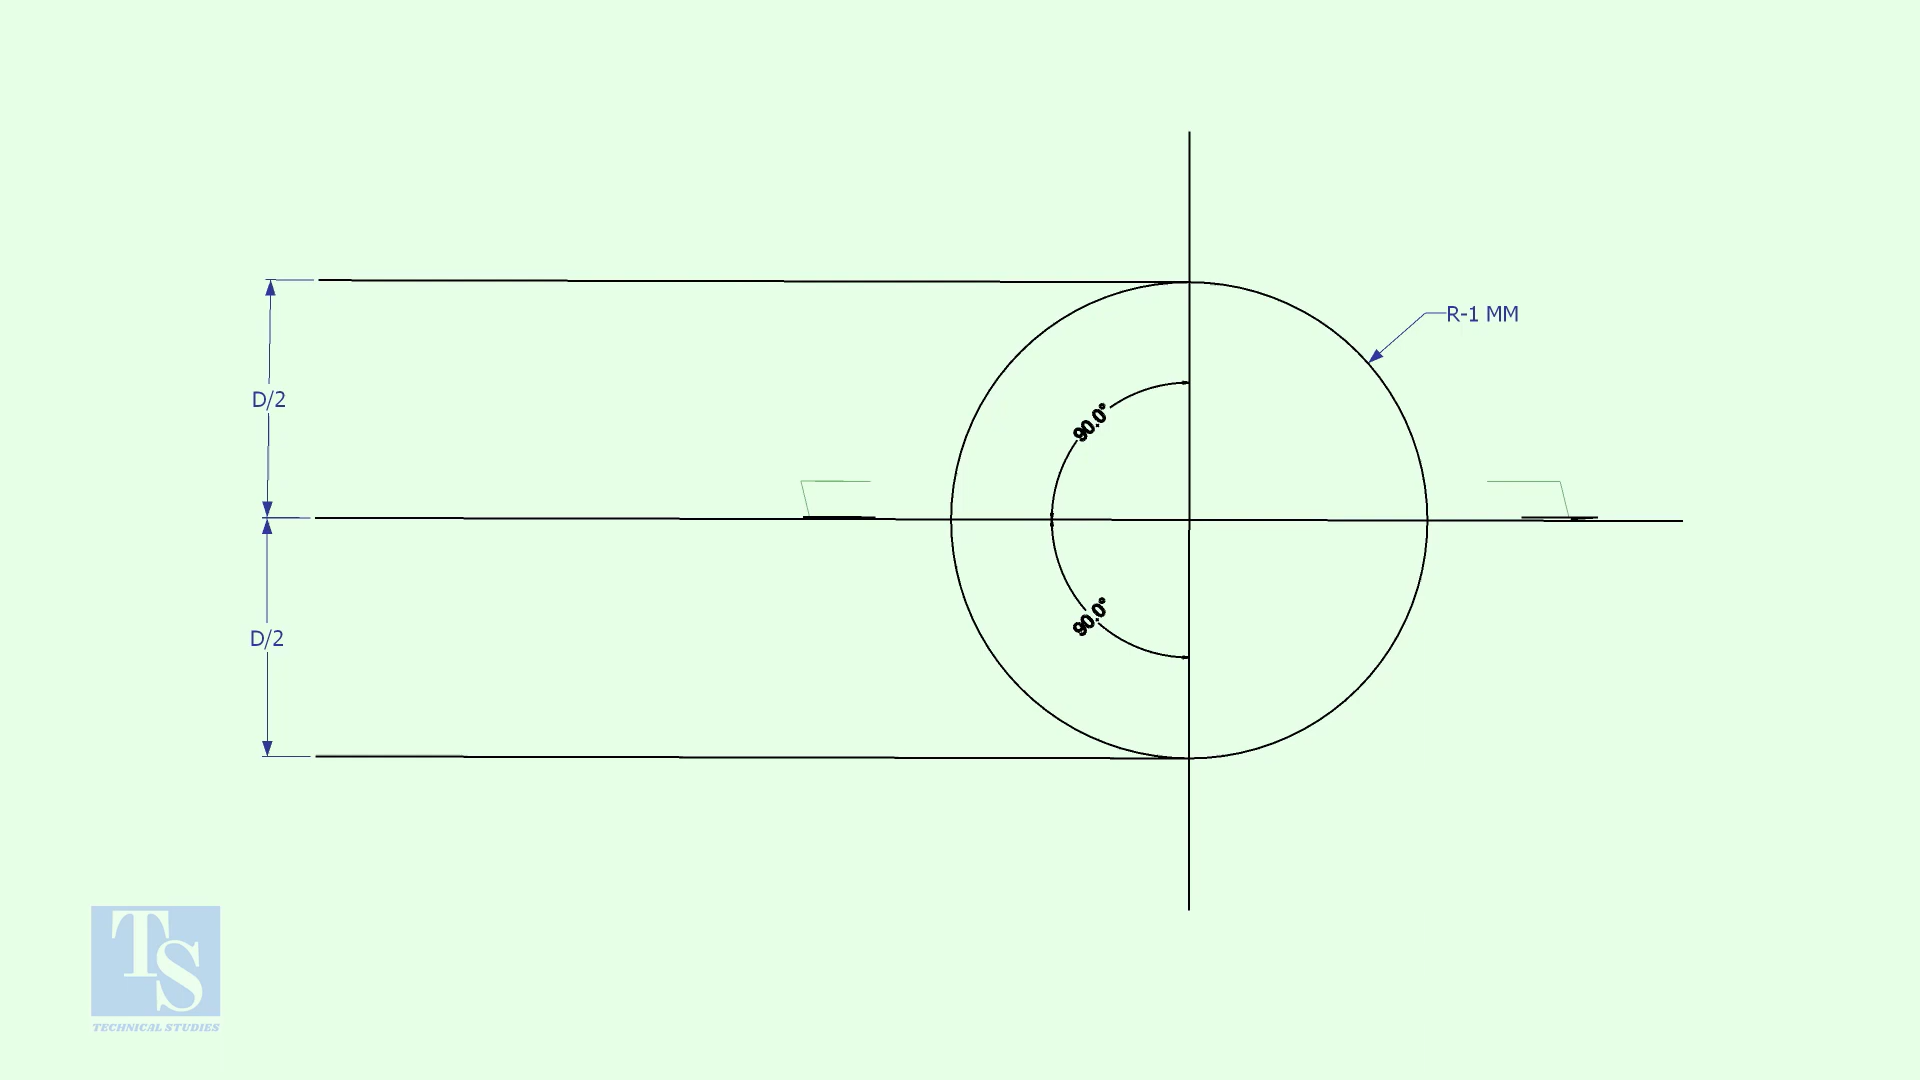 R-1 MM
D/2
90.0°
90.0°
D/2
TS
TECHNICAL STUDIES